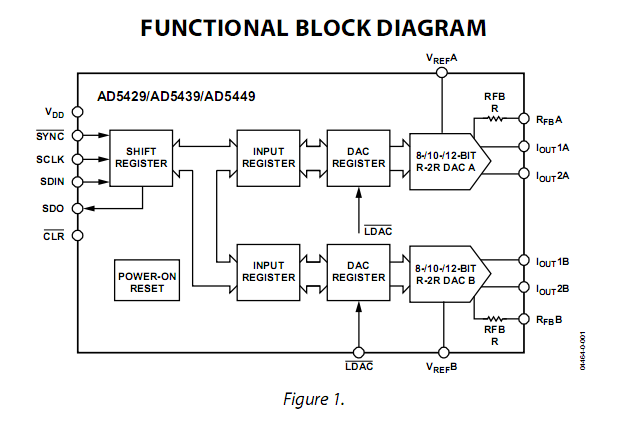 FUNCTIONAL BLOCK DIAGRAM
VREFA
AD5429/AD5439/AD5449
RFB
R
VDD
RFBA
SYNC
SCLK
SDIN
SDO
CLR
SHIFT
REGISTER
INPUT
REGISTER
DAC
REGISTER
8-/10-/12-BIT
R-2R DAC A
IOUT1A
IOUT2A
LDAC
POWER-ON
RESET
INPUT
REGISTER
DAC
REGISTER
8-/10-/12-BIT
R-2R DAC B
IOUT1B
IOUT2B
RFB
R
RFBB
LDAC
VREFB
04464-0-001
Figure 1.